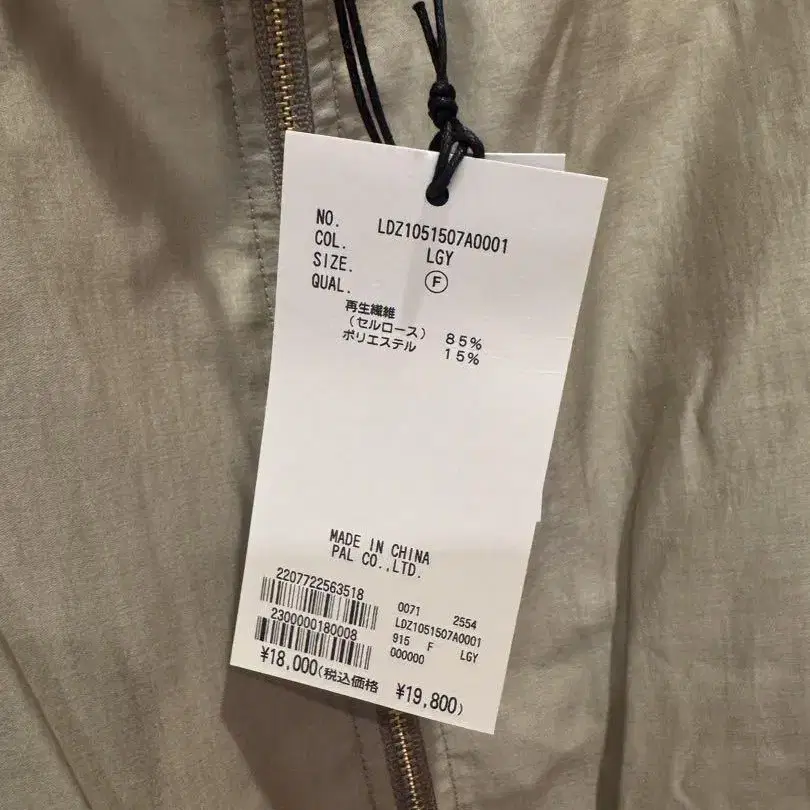 NO. LDZ1051507A0001
COL. LGY
SIZE. Ⓕ
QUAL.
再生繊維
(セルロース) 85%
ポリエステル 15%
MADE IN CHINA
PAL CO.,LTD.
2207722563518
2300000180008
0071 2554
LDZ1051507A0001
915 F LGY
000000
¥18,000(税込価格 ¥19,800)